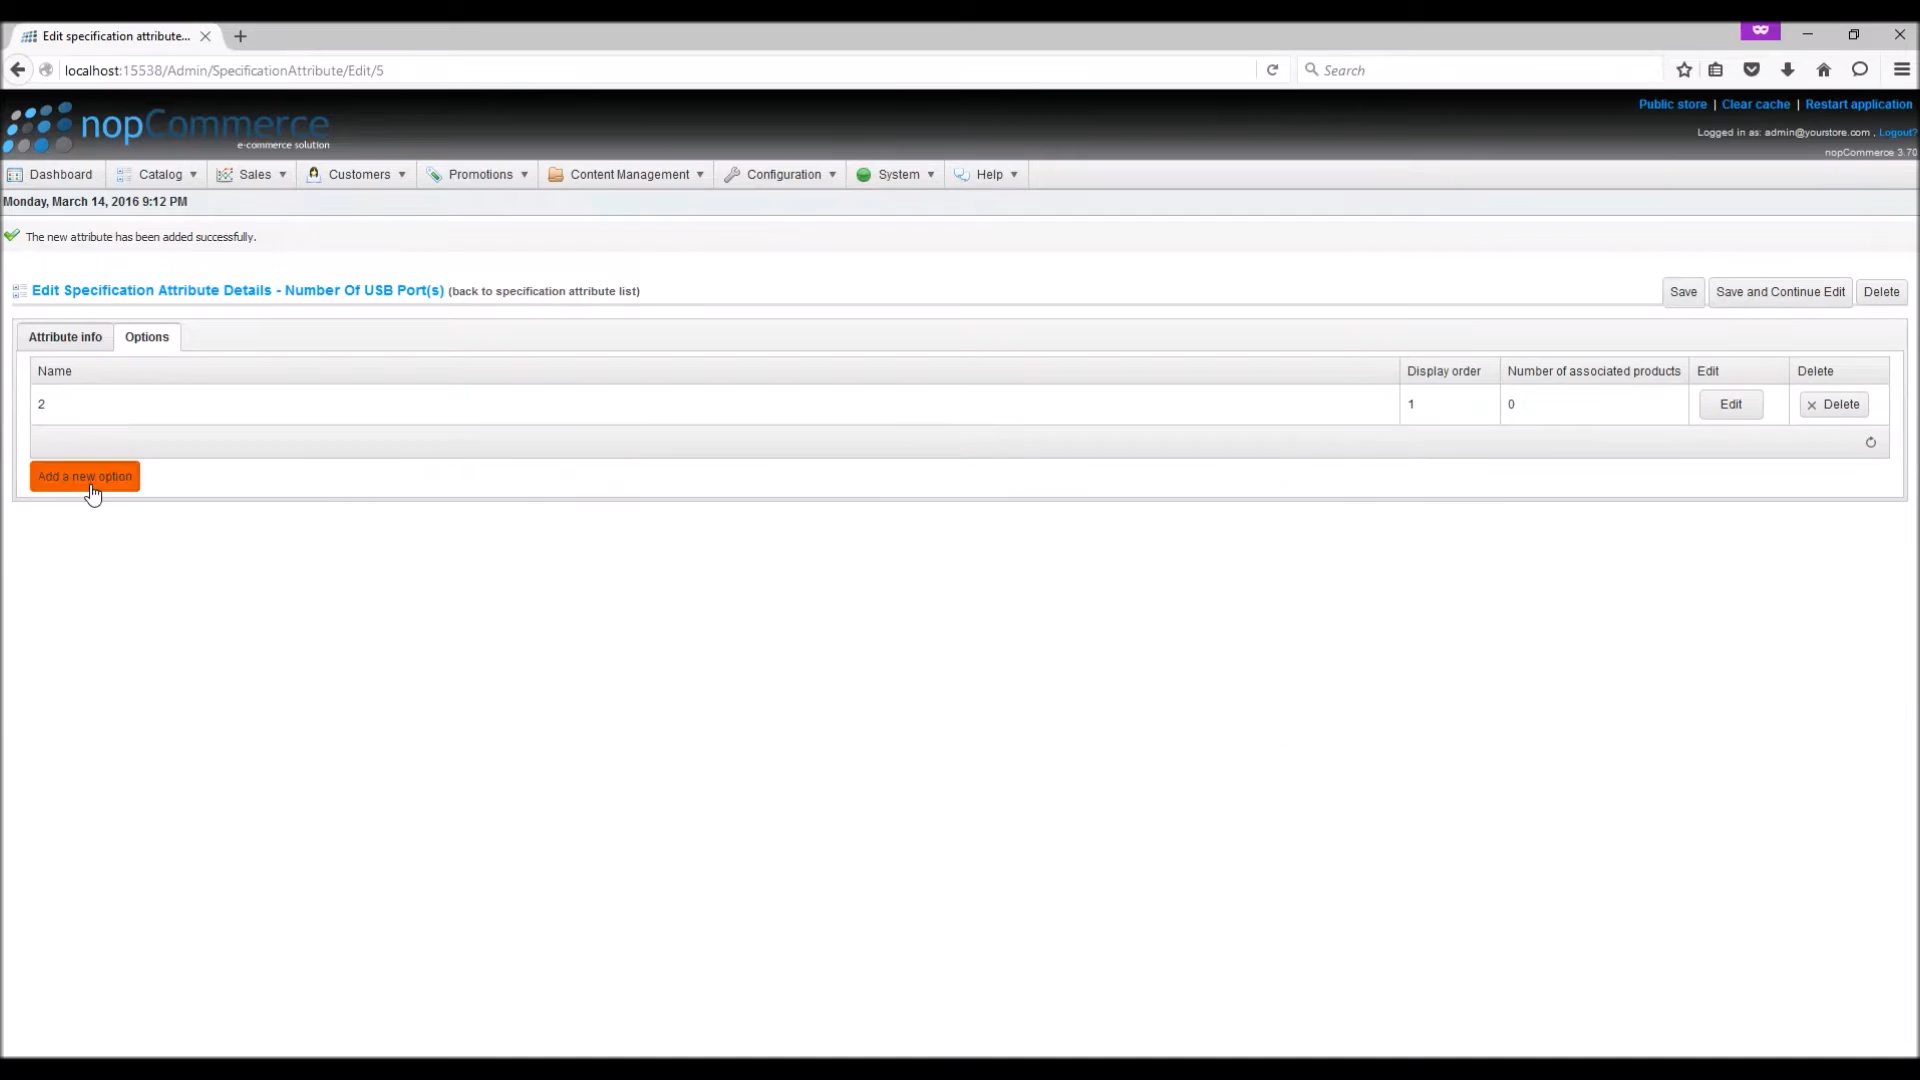 Edit specification attribute...
localhost:15538/Admin/SpecificationAttribute/Edit/5
Search
nopCommerce
e-commerce solution
Public store | Clear cache | Restart application
Logged in as: admin@yourstore.com , Logout?
nopCommerce 3.70
Dashboard Catalog Sales Customers Promotions Content Management Configuration System Help
Monday, March 14, 2016 9:12 PM
The new attribute has been added successfully.
Edit Specification Attribute Details - Number Of USB Port(s) (back to specification attribute list)
Save Save and Continue Edit Delete
Attribute info Options
Name Display order Number of associated products Edit Delete
2 1 0 Edit Delete
Add a new option